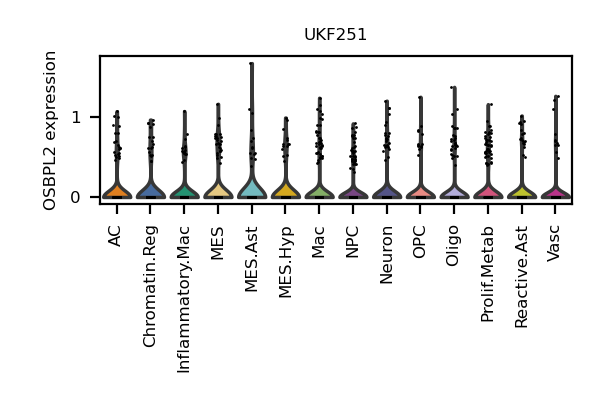 UKF251
OSBPL2 expression
1
0
AC
Chromatin.Reg
Inflammatory.Mac
MES
MES.Ast
MES.Hyp
Mac
NPC
Neuron
OPC
Oligo
Prolif.Metab
Reactive.Ast
Vasc